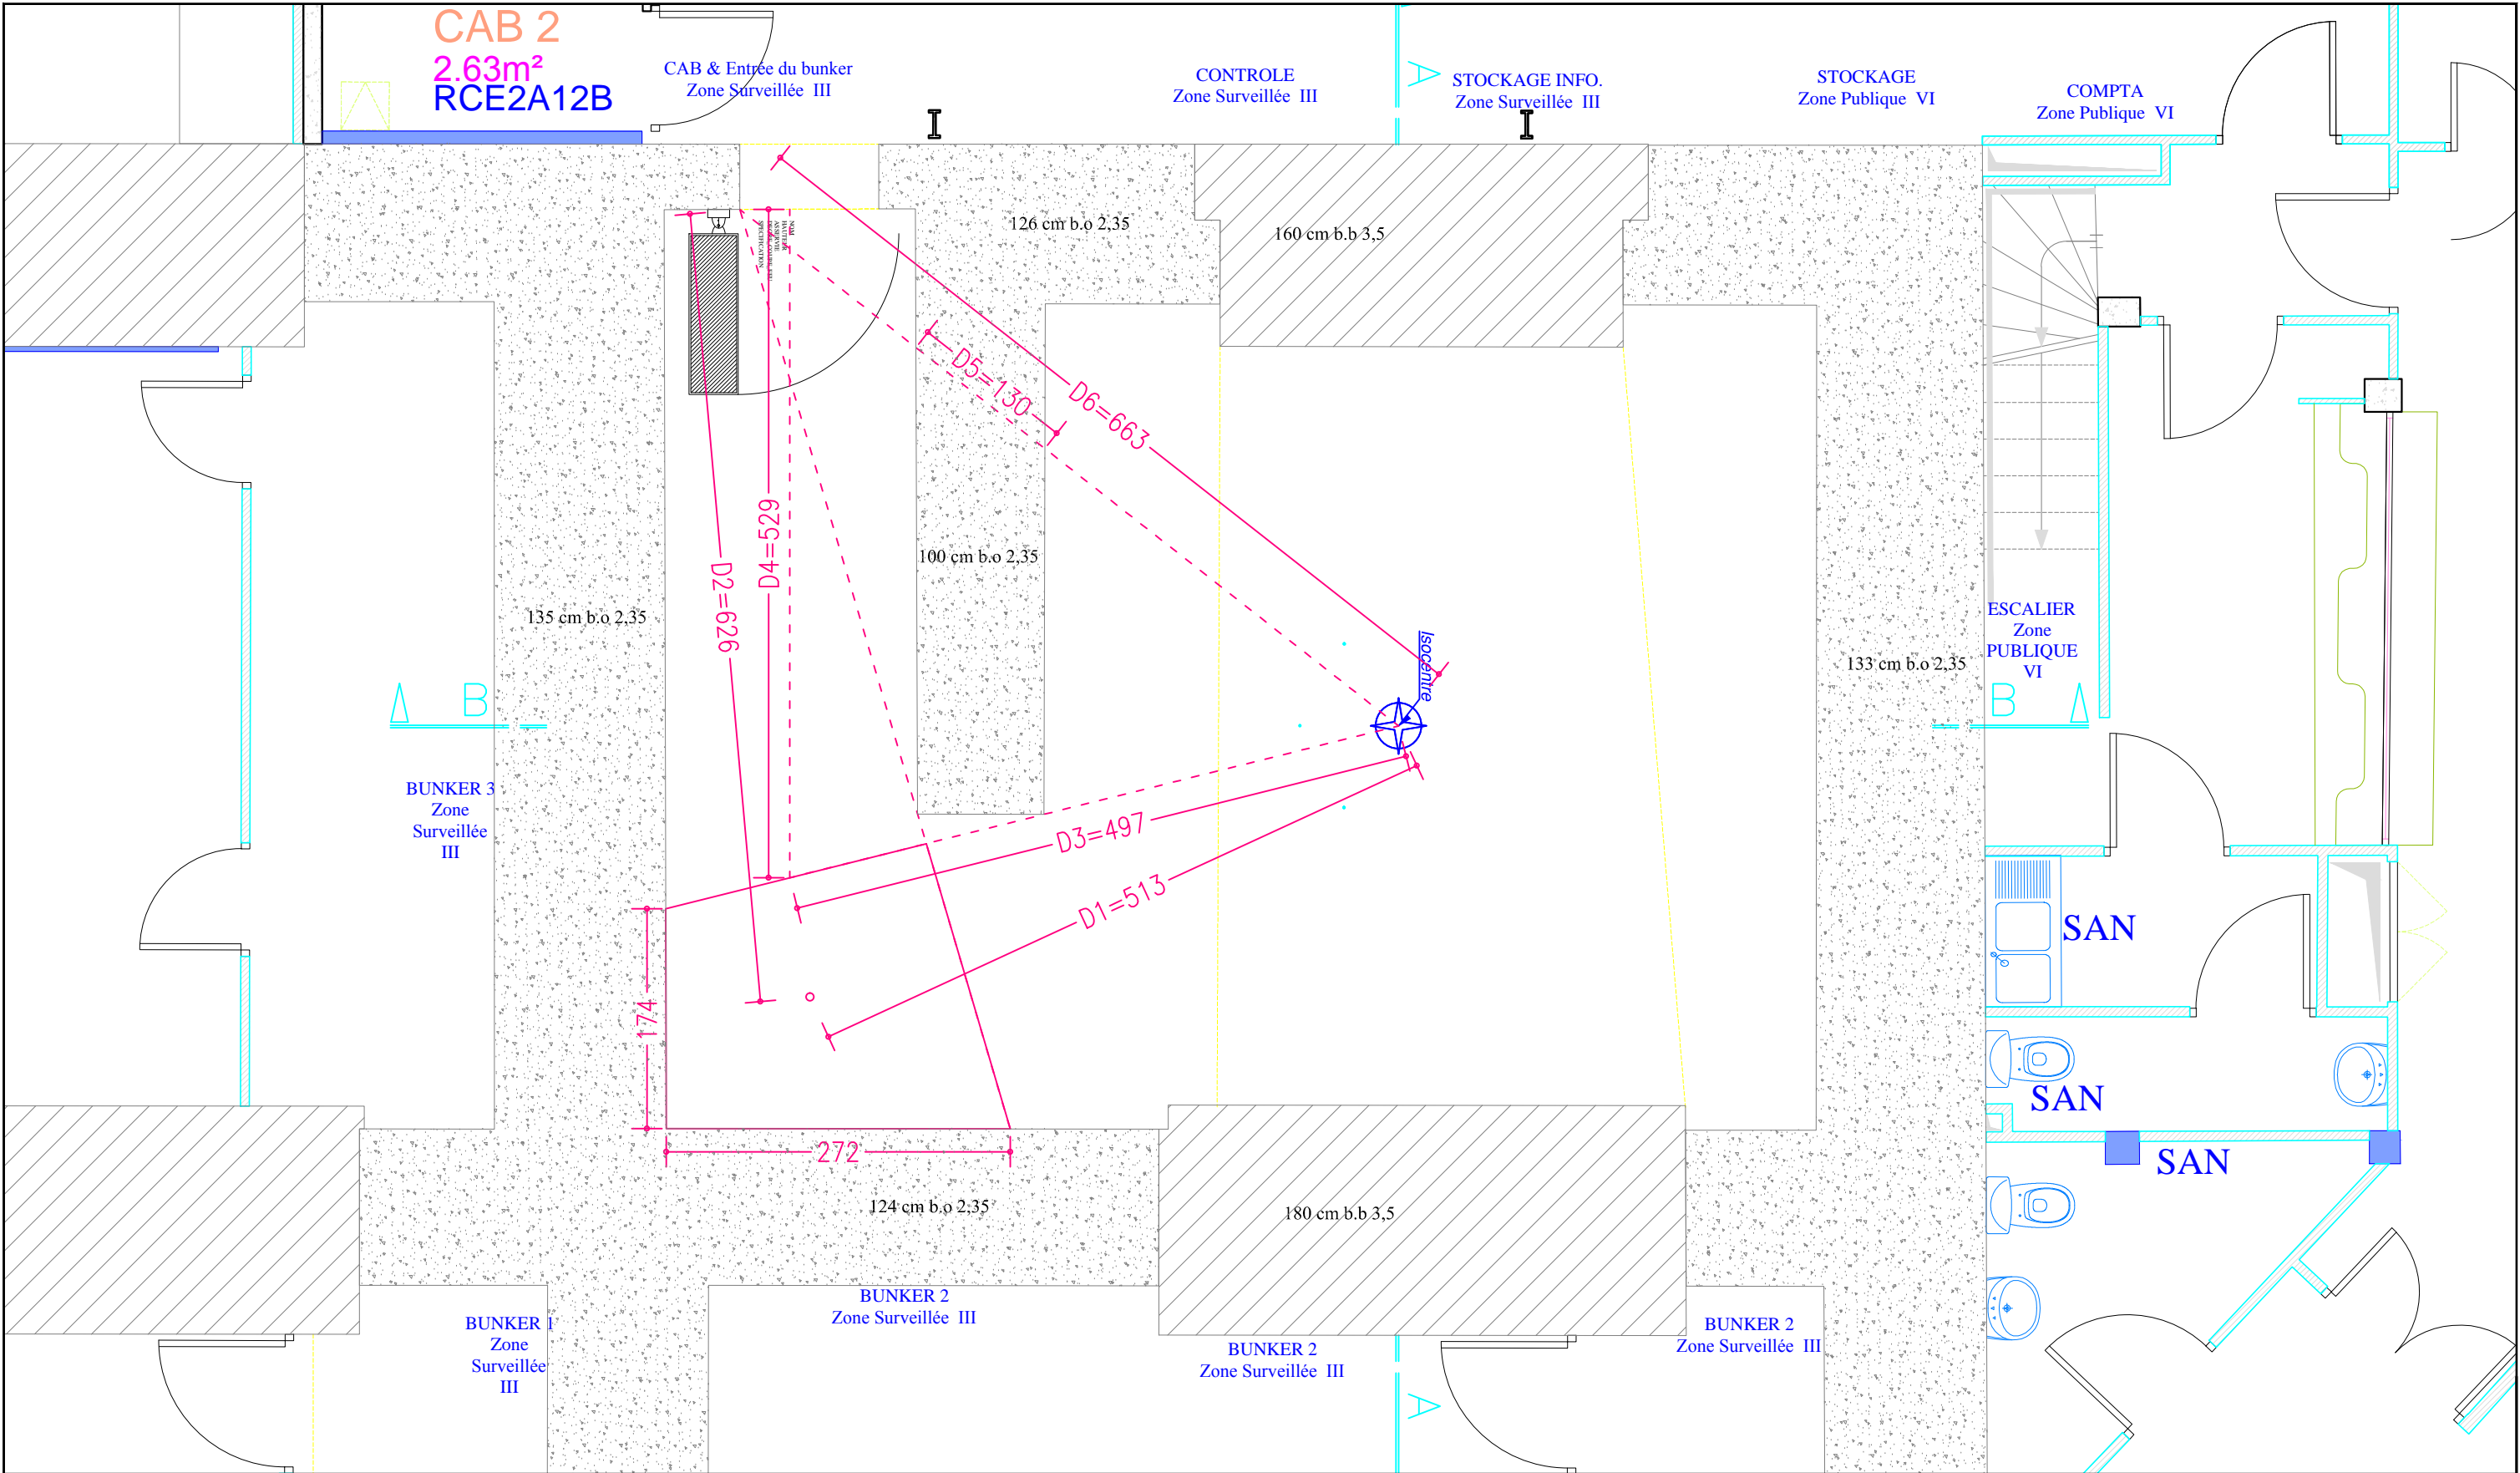 CAB 2
2.63m²
RCE2A12B
CAB & Entrée du bunker
Zone Surveillée III
CONTROLE
Zone Surveillée III
A
STOCKAGE INFO.
Zone Surveillée III
STOCKAGE
Zone Publique VI
COMPTA
Zone Publique VI
I
I
126 cm b.o 2,35
160 cm b.b 3,5
D5=130
D6=663
D4=529
D2=626
100 cm b.o 2,35
135 cm b.o 2,35
133 cm b.o 2,35
Isocentre
ESCALIER
Zone
PUBLIQUE
VI
B
B
BUNKER 3
Zone
Surveillée
III
D3=497
D1=513
174
272
SAN
SAN
SAN
124 cm b.o 2,35
180 cm b.b 3,5
BUNKER 1
Zone
Surveillée
III
BUNKER 2
Zone Surveillée III
BUNKER 2
Zone Surveillée III
BUNKER 2
Zone Surveillée III
A